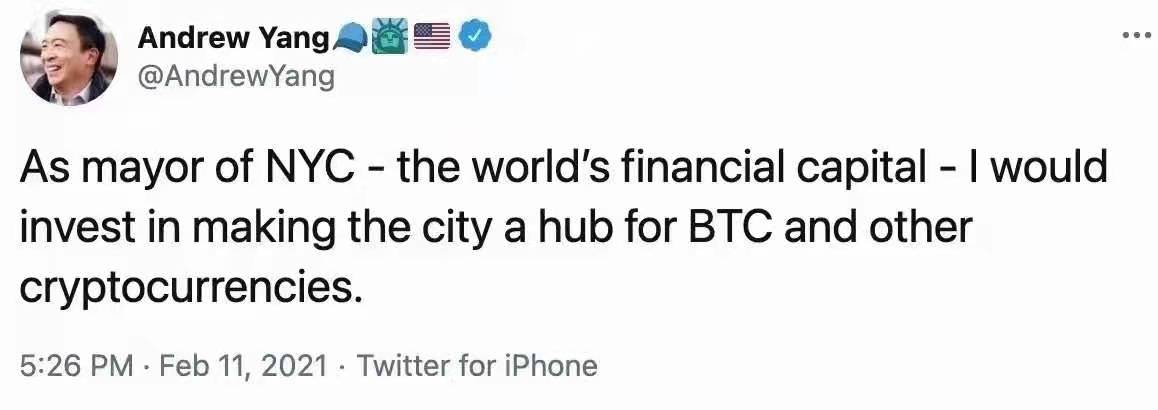 Andrew Yang🧢🗽🇺🇸
@AndrewYang
As mayor of NYC - the world’s financial capital - I would
invest in making the city a hub for BTC and other
cryptocurrencies.
5:26 PM · Feb 11, 2021 · Twitter for iPhone